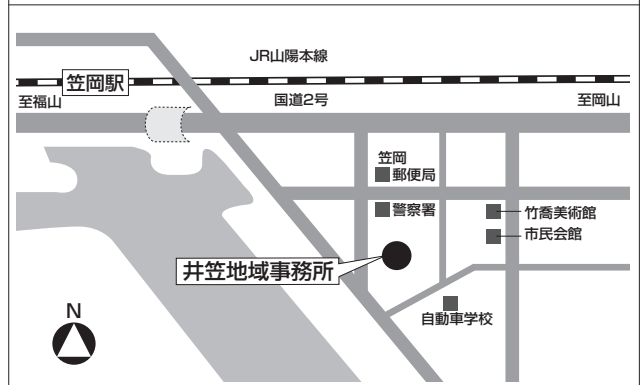 JR山陽本線
笠岡駅
至福山
国道2号
至岡山
笠岡
郵便局
警察署
竹喬美術館
市民会館
井笠地域事務所
自動車学校
N